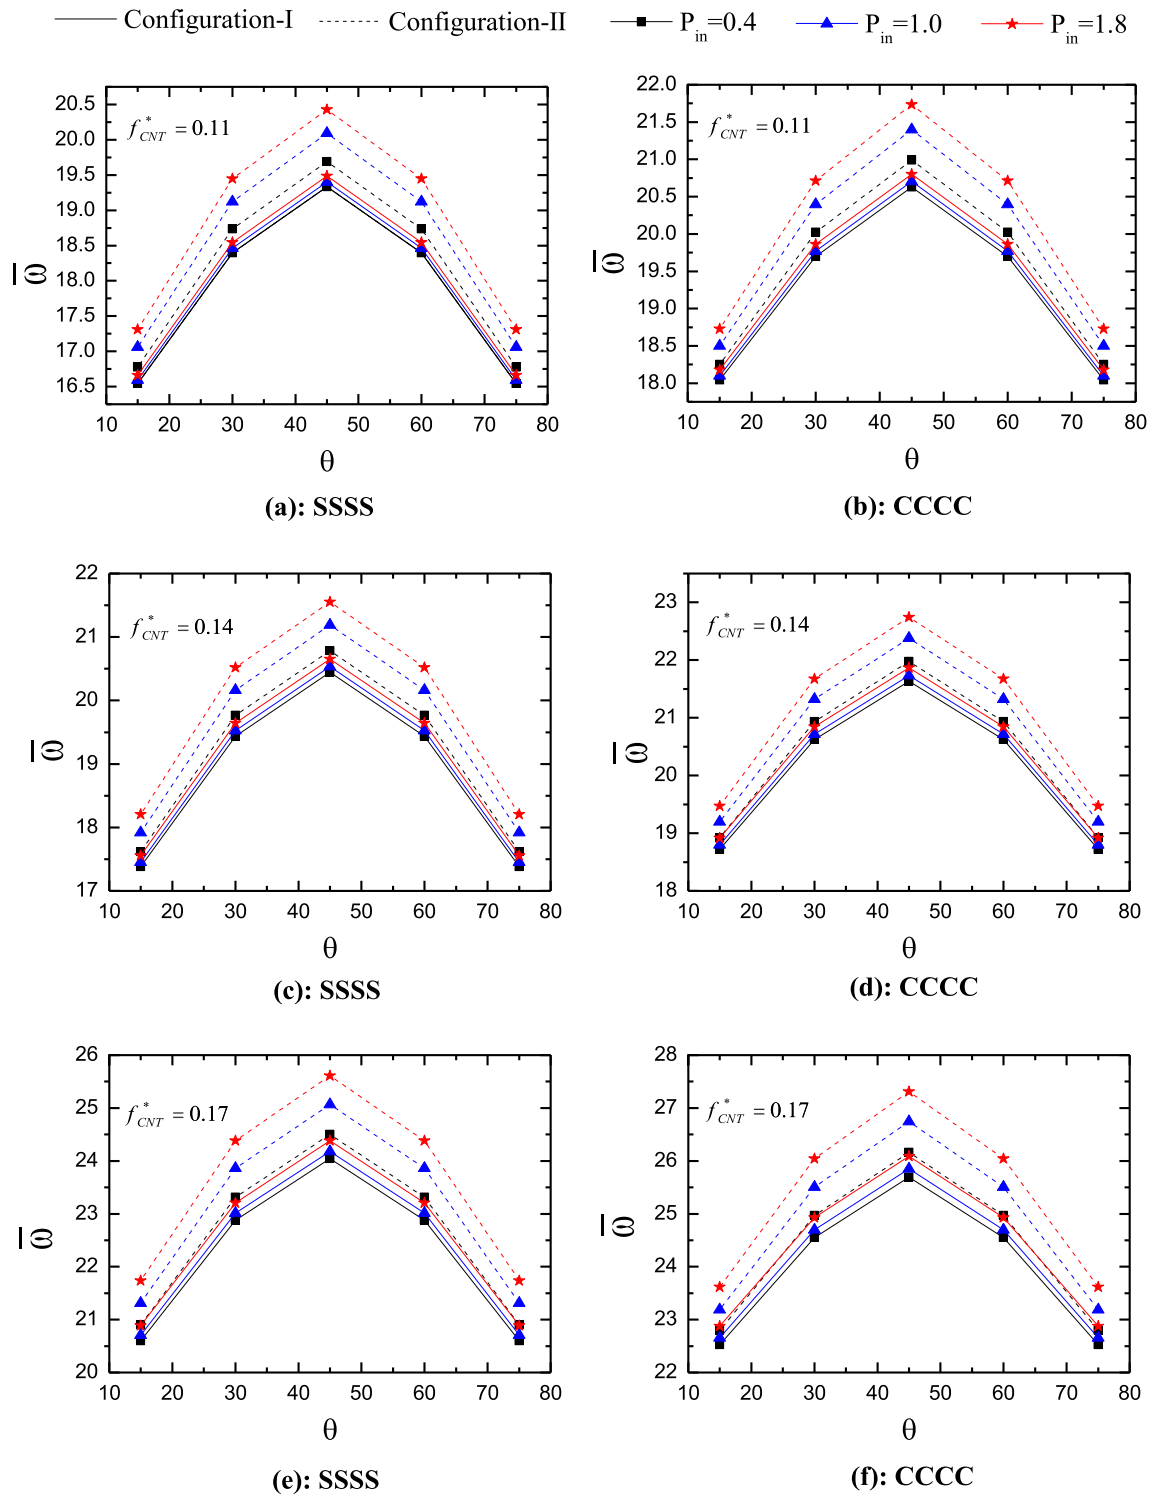 Configuration-I Configuration-II P_in=0.4 P_in=1.0 P_in=1.8
f*_CNT = 0.11
20.5
20.0
19.5
19.0
18.5
18.0
17.5
17.0
16.5
ω̅
10 20 30 40 50 60 70 80
θ
(a): SSSS
f*_CNT = 0.11
22.0
21.5
21.0
20.5
20.0
19.5
19.0
18.5
18.0
ω̅
10 20 30 40 50 60 70 80
θ
(b): CCCC
f*_CNT = 0.14
22
21
20
19
18
17
ω̅
10 20 30 40 50 60 70 80
θ
(c): SSSS
f*_CNT = 0.14
23
22
21
20
19
18
ω̅
10 20 30 40 50 60 70 80
θ
(d): CCCC
f*_CNT = 0.17
26
25
24
23
22
21
20
ω̅
10 20 30 40 50 60 70 80
θ
(e): SSSS
f*_CNT = 0.17
28
27
26
25
24
23
22
ω̅
10 20 30 40 50 60 70 80
θ
(f): CCCC